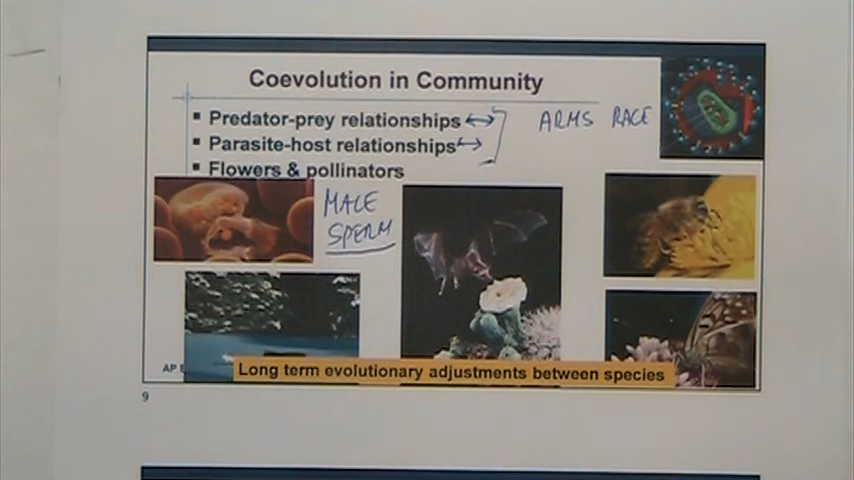 Coevolution in Community
Predator-prey relationships
ARMS RACE
Parasite-host relationships
Flowers & pollinators
MALE
SPERM
AP
Long term evolutionary adjustments between species
9